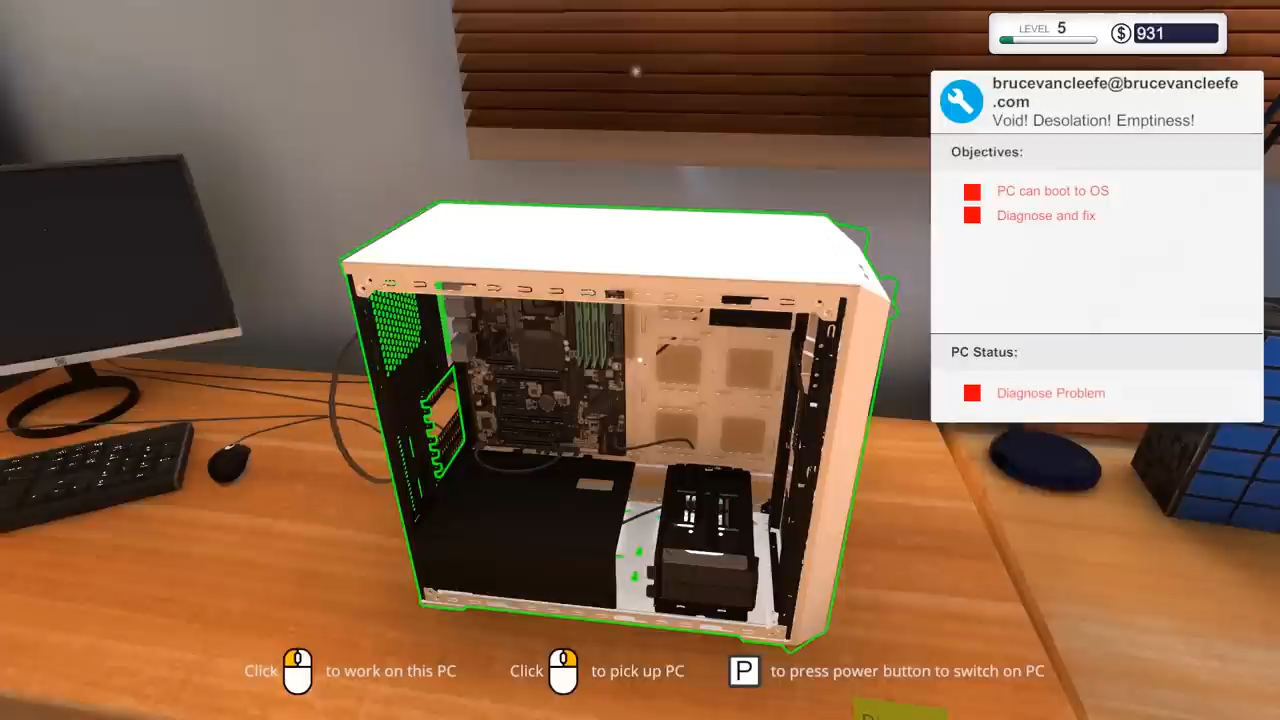 LEVEL 5
$ 931
brucevancleefe@brucevancleefe
.com
Void! Desolation! Emptiness!
Objectives:
PC can boot to OS
Diagnose and fix
PC Status:
Diagnose Problem
Click to work on this PC
Click to pick up PC
P to press power button to switch on PC